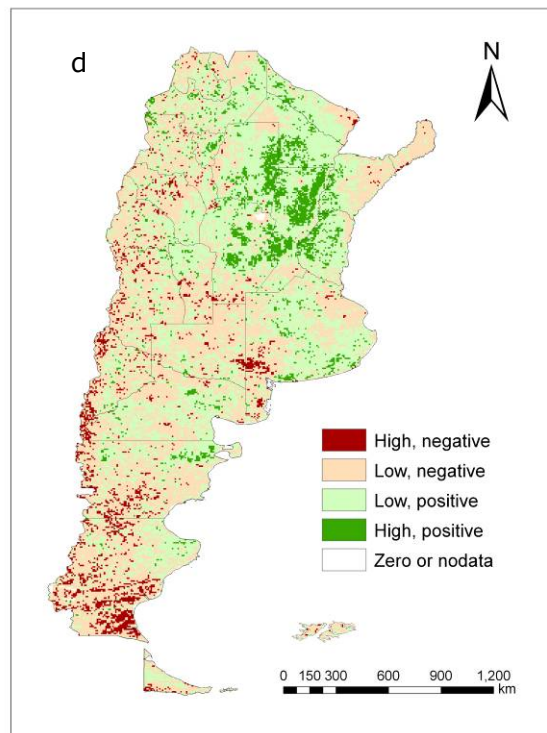 d
N
High, negative
Low, negative
Low, positive
High, positive
Zero or nodata
0 150 300 600 900 1,200
km